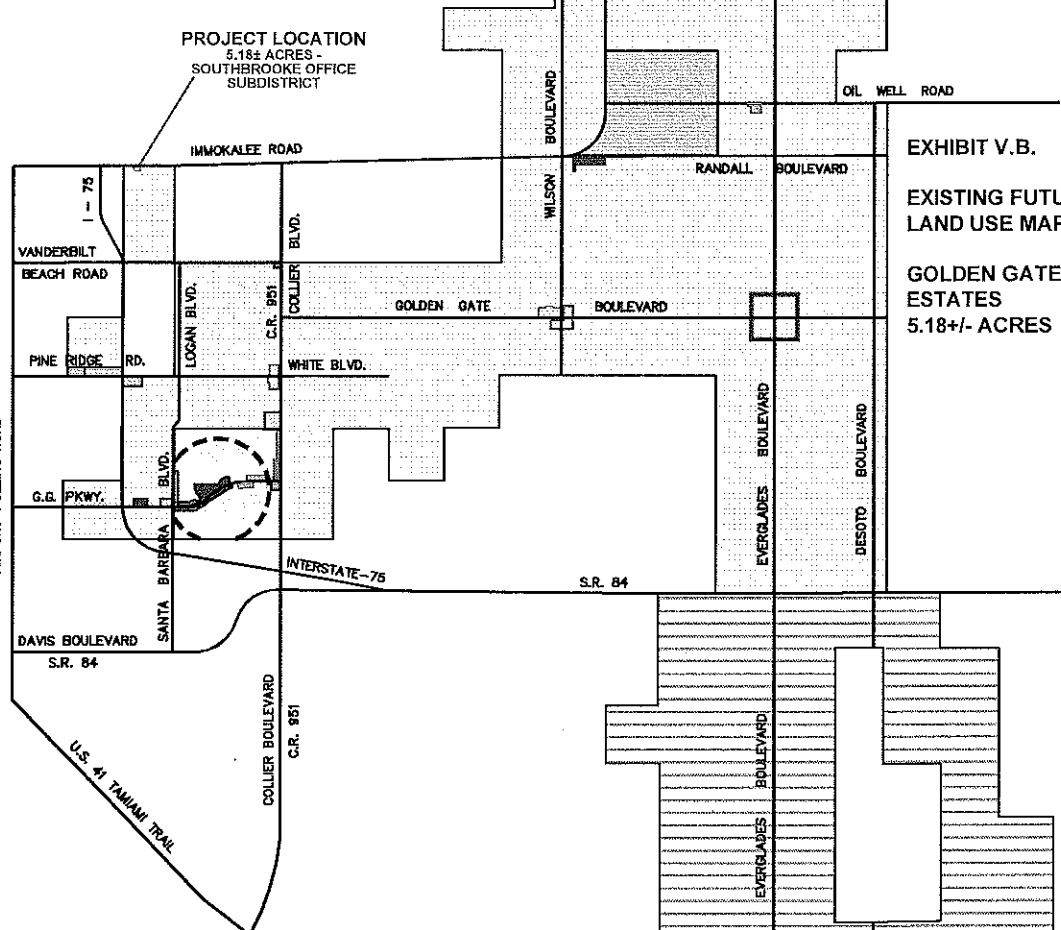 PROJECT LOCATION
5.18± ACRES -
SOUTHBROOKE OFFICE
SUBDISTRICT
OIL WELL ROAD
IMMOKALEE ROAD
WILSON BOULEVARD
RANDALL BOULEVARD
EXHIBIT V.B.
EXISTING FUTU
LAND USE MAP
GOLDEN GATE
ESTATES
5.18+/- ACRES
I - 75
VANDERBILT
BEACH ROAD
LOGAN BLVD.
C.R. 951
COLLIER BLVD.
GOLDEN GATE BOULEVARD
PINE RIDGE RD.
WHITE BLVD.
G.G. PKWY.
SANTA BARBARA BLVD.
EVERGLADES BOULEVARD
DESOTO BOULEVARD
INTERSTATE-75
S.R. 84
DAVIS BOULEVARD
S.R. 84
COLLIER BOULEVARD
C.R. 951
U.S. 41 TAMIAMI TRAIL
EVERGLADES BOULEVARD